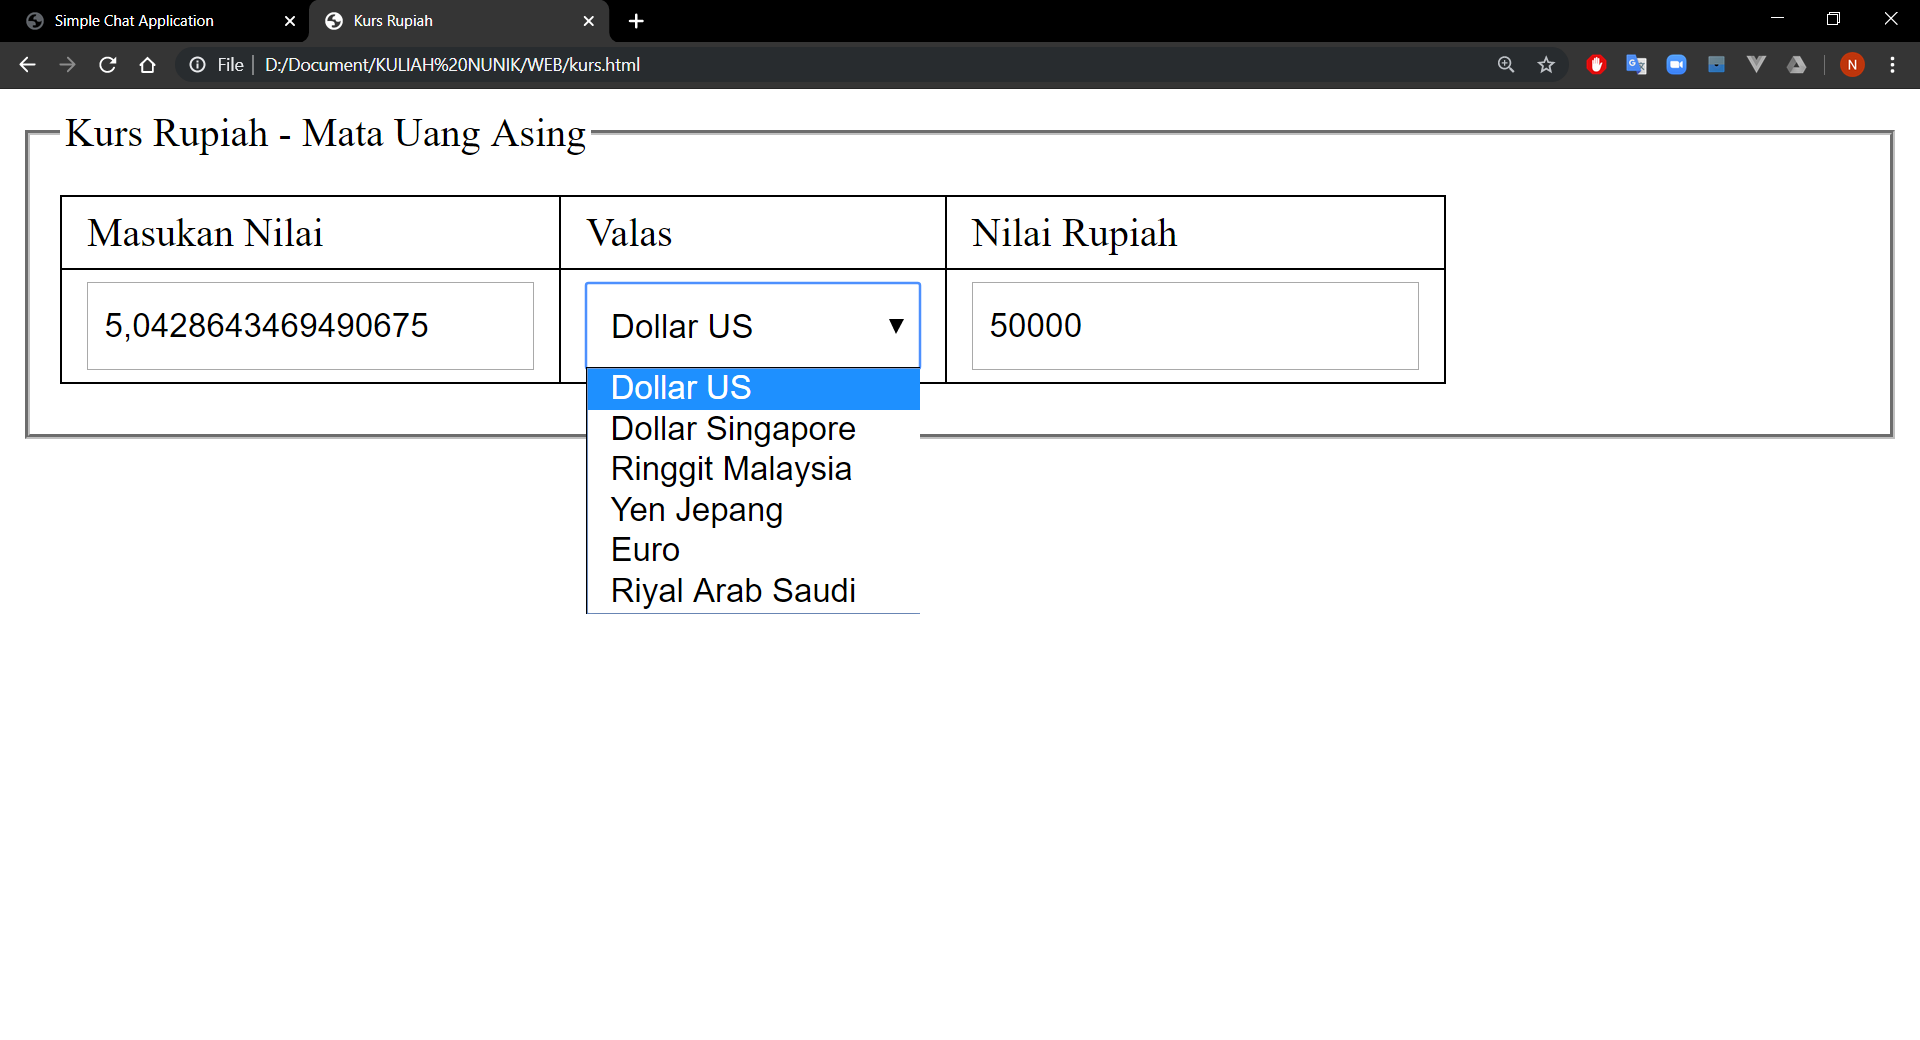 Simple Chat Application
Kurs Rupiah
File
D:/Document/KULIAH%20NUNIK/WEB/kurs.html
N
Kurs Rupiah - Mata Uang Asing
Masukan Nilai
Valas
Nilai Rupiah
5,0428643469490675
Dollar US
50000
Dollar US
Dollar Singapore
Ringgit Malaysia
Yen Jepang
Euro
Riyal Arab Saudi